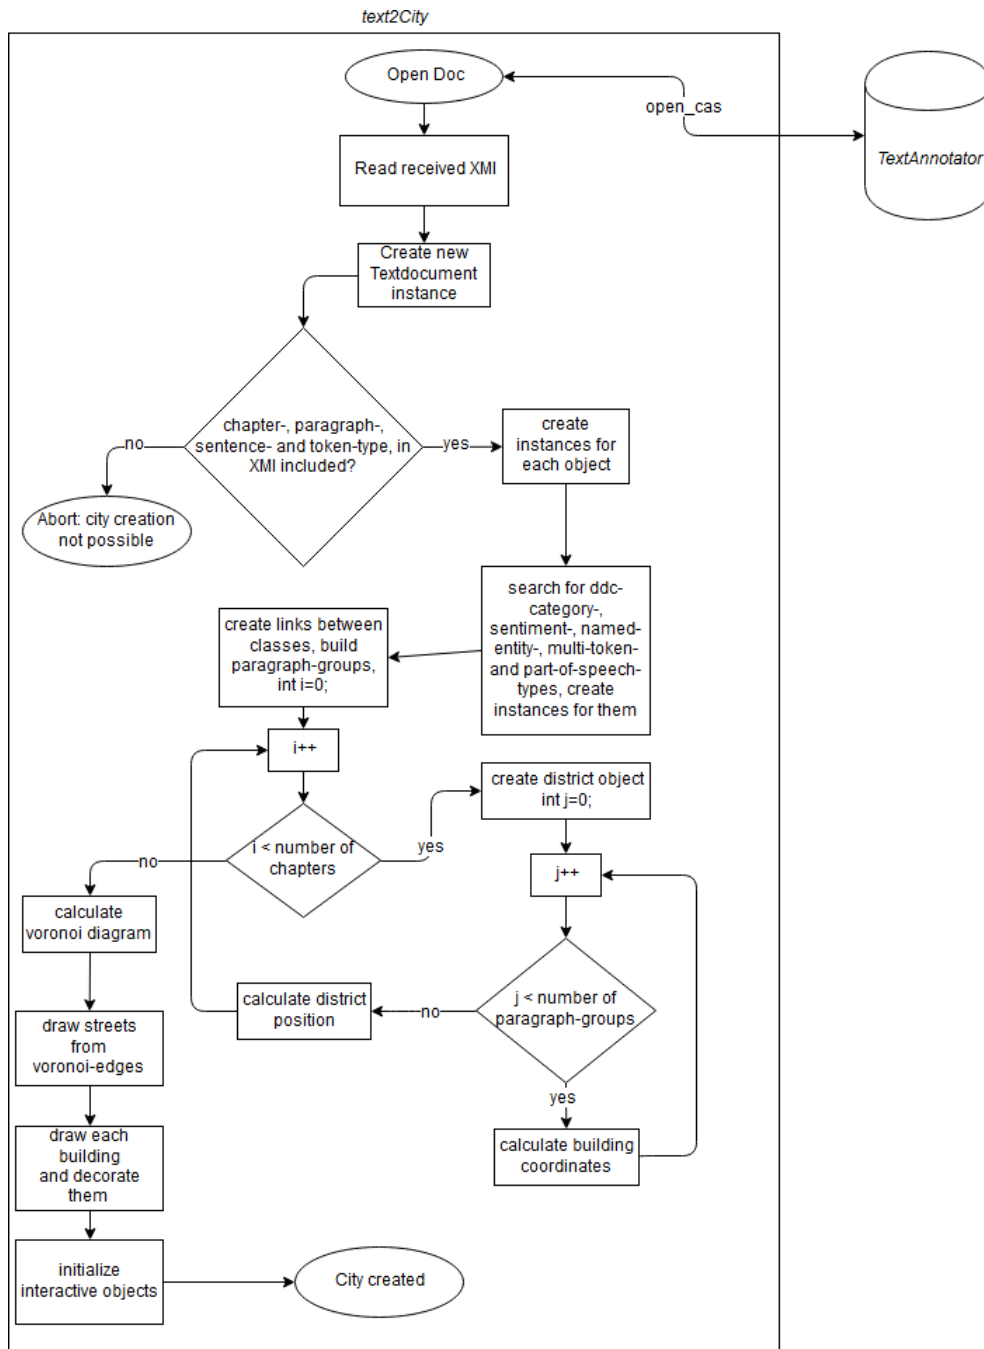 text2City
Open Doc
open_cas
TextAnnotator
Read received XMI
Create new
Textdocument
instance
chapter-, paragraph-,
sentence- and token-type, in
XMI included?
no
yes
create
instances for
each object
Abort: city creation
not possible
search for ddc-
category-,
sentiment-, named-
entity-, multi-token-
and part-of-speech-
types, create
instances for them
create links between
classes, build
paragraph-groups,
int i=0;
i++
create district object
int j=0;
i < number of
chapters
yes
no
j++
calculate
voronoi diagram
calculate district
position
no
j < number of
paragraph-groups
draw streets
from
voronoi-edges
yes
calculate building
coordinates
draw each
building
and decorate
them
initialize
interactive objects
City created